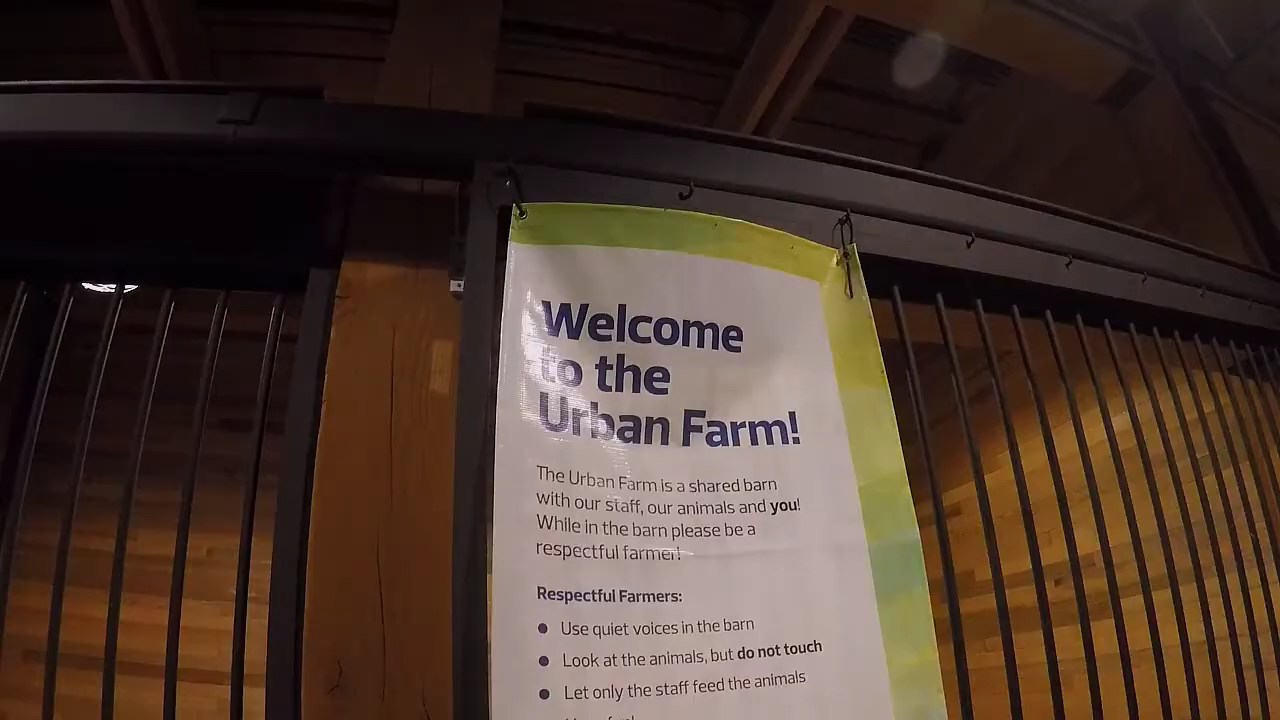 Welcome
to the
Urban Farm!
The Urban Farm is a shared barn
with our staff, our animals and you!
While in the barn please be a
respectful farmer!
Respectful Farmers:
● Use quiet voices in the barn
● Look at the animals, but do not touch
● Let only the staff feed the animals